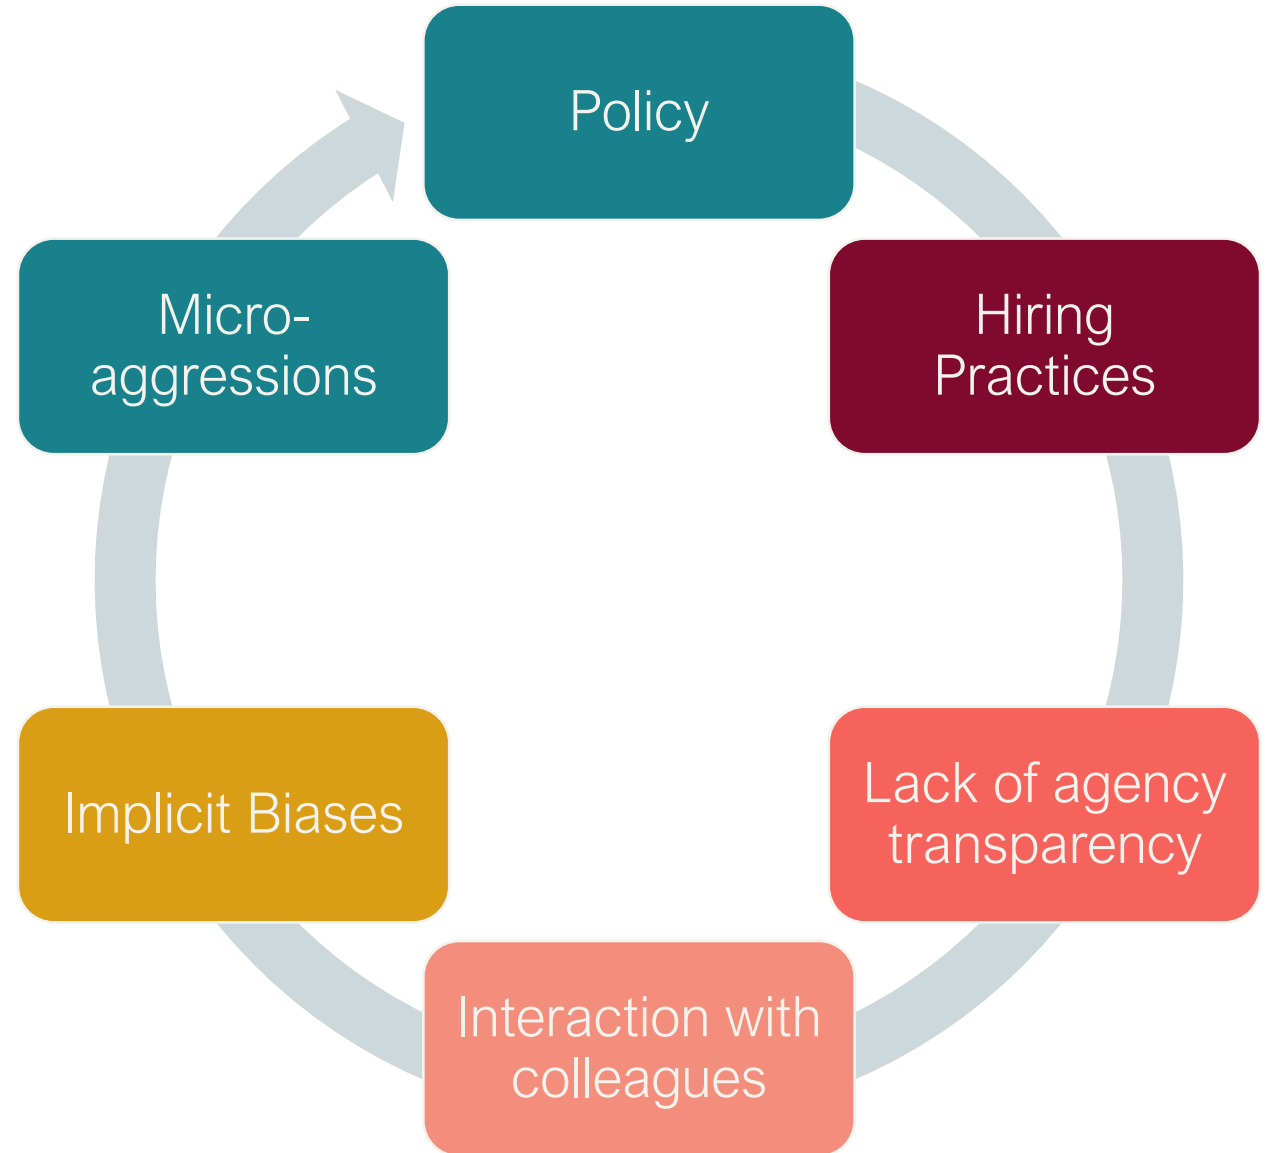 Policy
Hiring
Practices
Lack of agency
transparency
Interaction with
colleagues
Implicit Biases
Micro-
aggressions